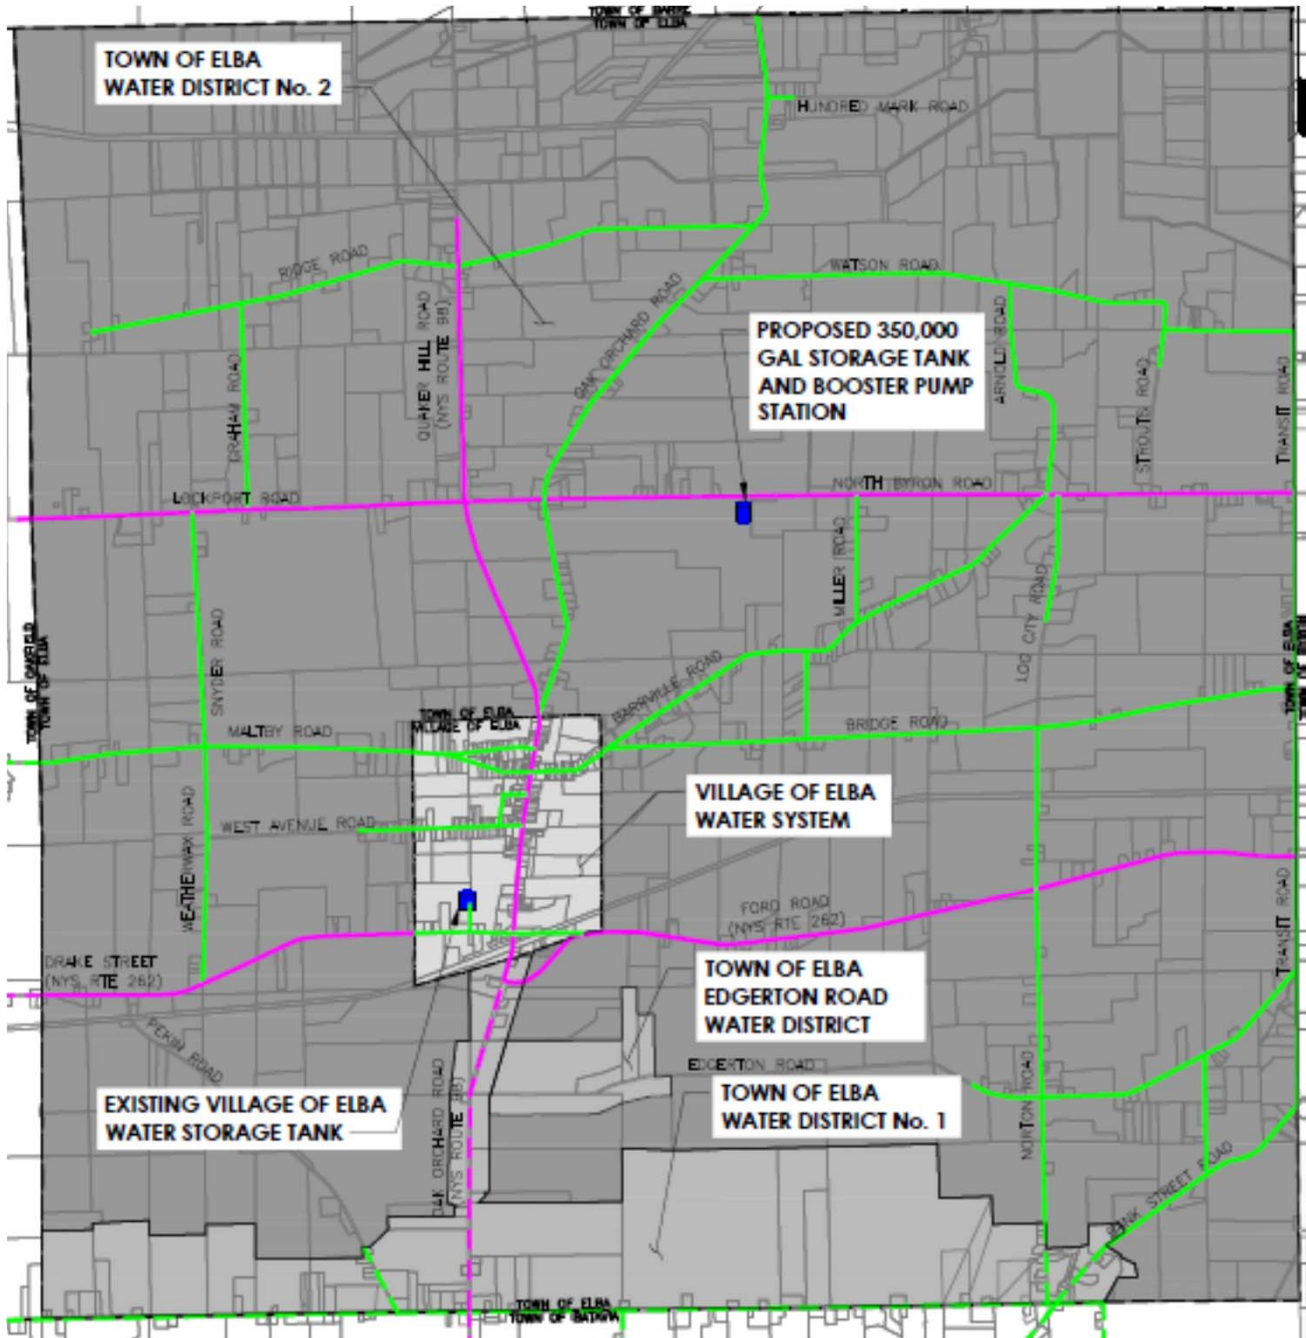 TOWN OF BARRE
TOWN OF ELBA
TOWN OF ELBA
WATER DISTRICT No. 2
HUNDRED MARK ROAD
RIDGE ROAD
WATSON ROAD
QUAKER HILL ROAD
(NYS ROUTE 98)
OAK ORCHARD ROAD
PROPOSED 350,000
GAL STORAGE TANK
AND BOOSTER PUMP
STATION
ARNOLD ROAD
STROUTS ROAD
TRANSIT ROAD
GRAHAM ROAD
LOCKPORT ROAD
NORTH BYRON ROAD
MILLER ROAD
LOG CITY ROAD
SNYDER ROAD
TOWN OF OAKFIELD
TOWN OF ELBA
TOWN OF ELBA
TOWN OF BYRON
BARRVILLE ROAD
TOWN OF ELBA
VILLAGE OF ELBA
MALTBY ROAD
BRIDGE ROAD
VILLAGE OF ELBA
WATER SYSTEM
WEST AVENUE ROAD
WEATHERWAX ROAD
FORD ROAD
(NYS RTE 262)
TRANSIT ROAD
DRAKE STREET
(NYS RTE 262)
TOWN OF ELBA
EDGERTON ROAD
WATER DISTRICT
PEKIN ROAD
EDGERTON ROAD
EXISTING VILLAGE OF ELBA
WATER STORAGE TANK
TOWN OF ELBA
WATER DISTRICT No. 1
OAK ORCHARD ROAD
(NYS ROUTE 98)
NORTON ROAD
BANK STREET ROAD
TOWN OF ELBA
TOWN OF BATAVIA